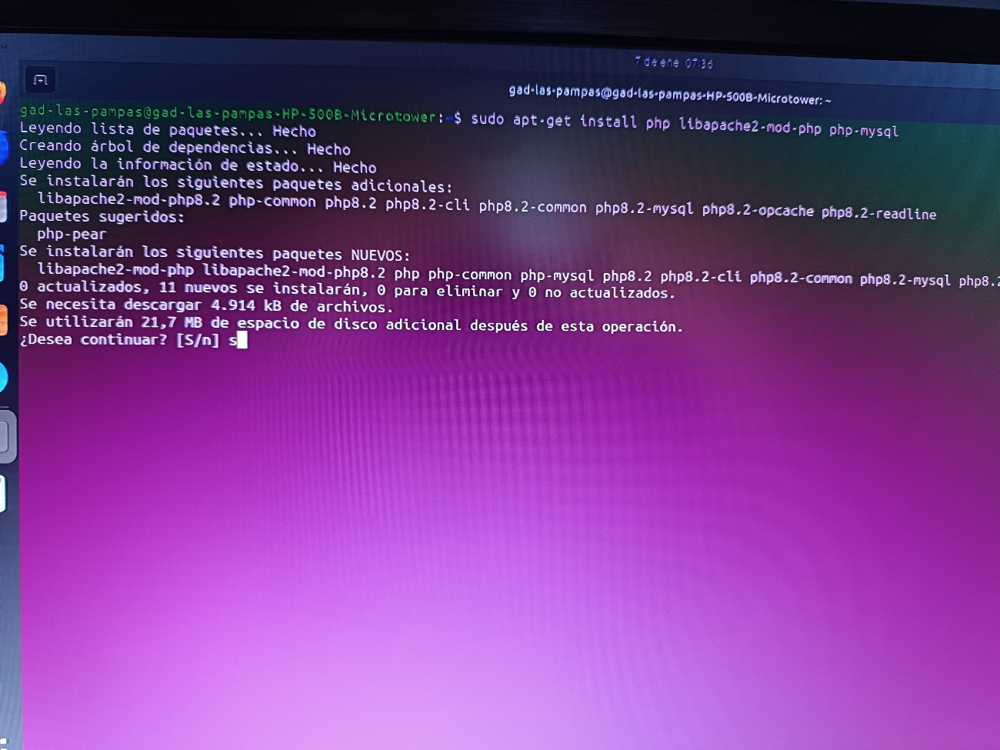 7 de ene 07:36
gad-las-pampas@gad-las-pampas-HP-500B-Microtower: ~
gad-las-pampas@gad-las-pampas-HP-500B-Microtower:~$ sudo apt-get install php libapache2-mod-php php-mysql
Leyendo lista de paquetes... Hecho
Creando árbol de dependencias... Hecho
Leyendo la información de estado... Hecho
Se instalarán los siguientes paquetes adicionales:
libapache2-mod-php8.2 php-common php8.2 php8.2-cli php8.2-common php8.2-mysql php8.2-opcache php8.2-readline
Paquetes sugeridos:
php-pear
Se instalarán los siguientes paquetes NUEVOS:
libapache2-mod-php libapache2-mod-php8.2 php php-common php-mysql php8.2 php8.2-cli php8.2-common php8.2-mysql php8.2
0 actualizados, 11 nuevos se instalarán, 0 para eliminar y 0 no actualizados.
Se necesita descargar 4.914 kB de archivos.
Se utilizarán 21,7 MB de espacio de disco adicional después de esta operación.
¿Desea continuar? [S/n] s